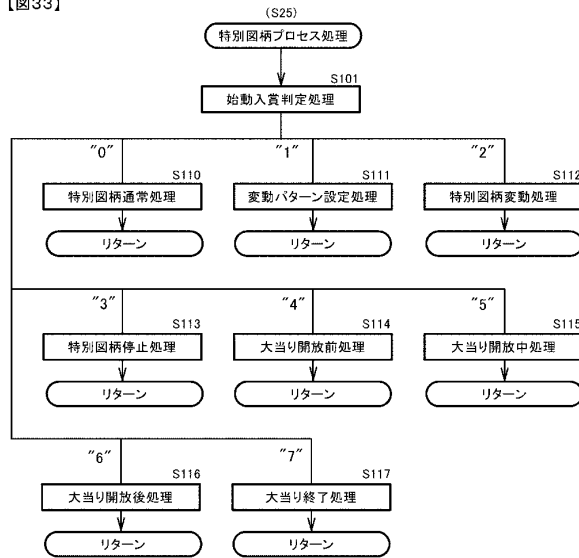 【図33】
(S25)
特別図柄プロセス処理
S101
始動入賞判定処理
"0"
"1"
"2"
S110
S111
S112
特別図柄通常処理
変動パターン設定処理
特別図柄変動処理
リターン
リターン
リターン
"3"
"4"
"5"
S113
S114
S115
特別図柄停止処理
大当り開放前処理
大当り開放中処理
リターン
リターン
リターン
"6"
"7"
S116
S117
大当り開放後処理
大当り終了処理
リターン
リターン